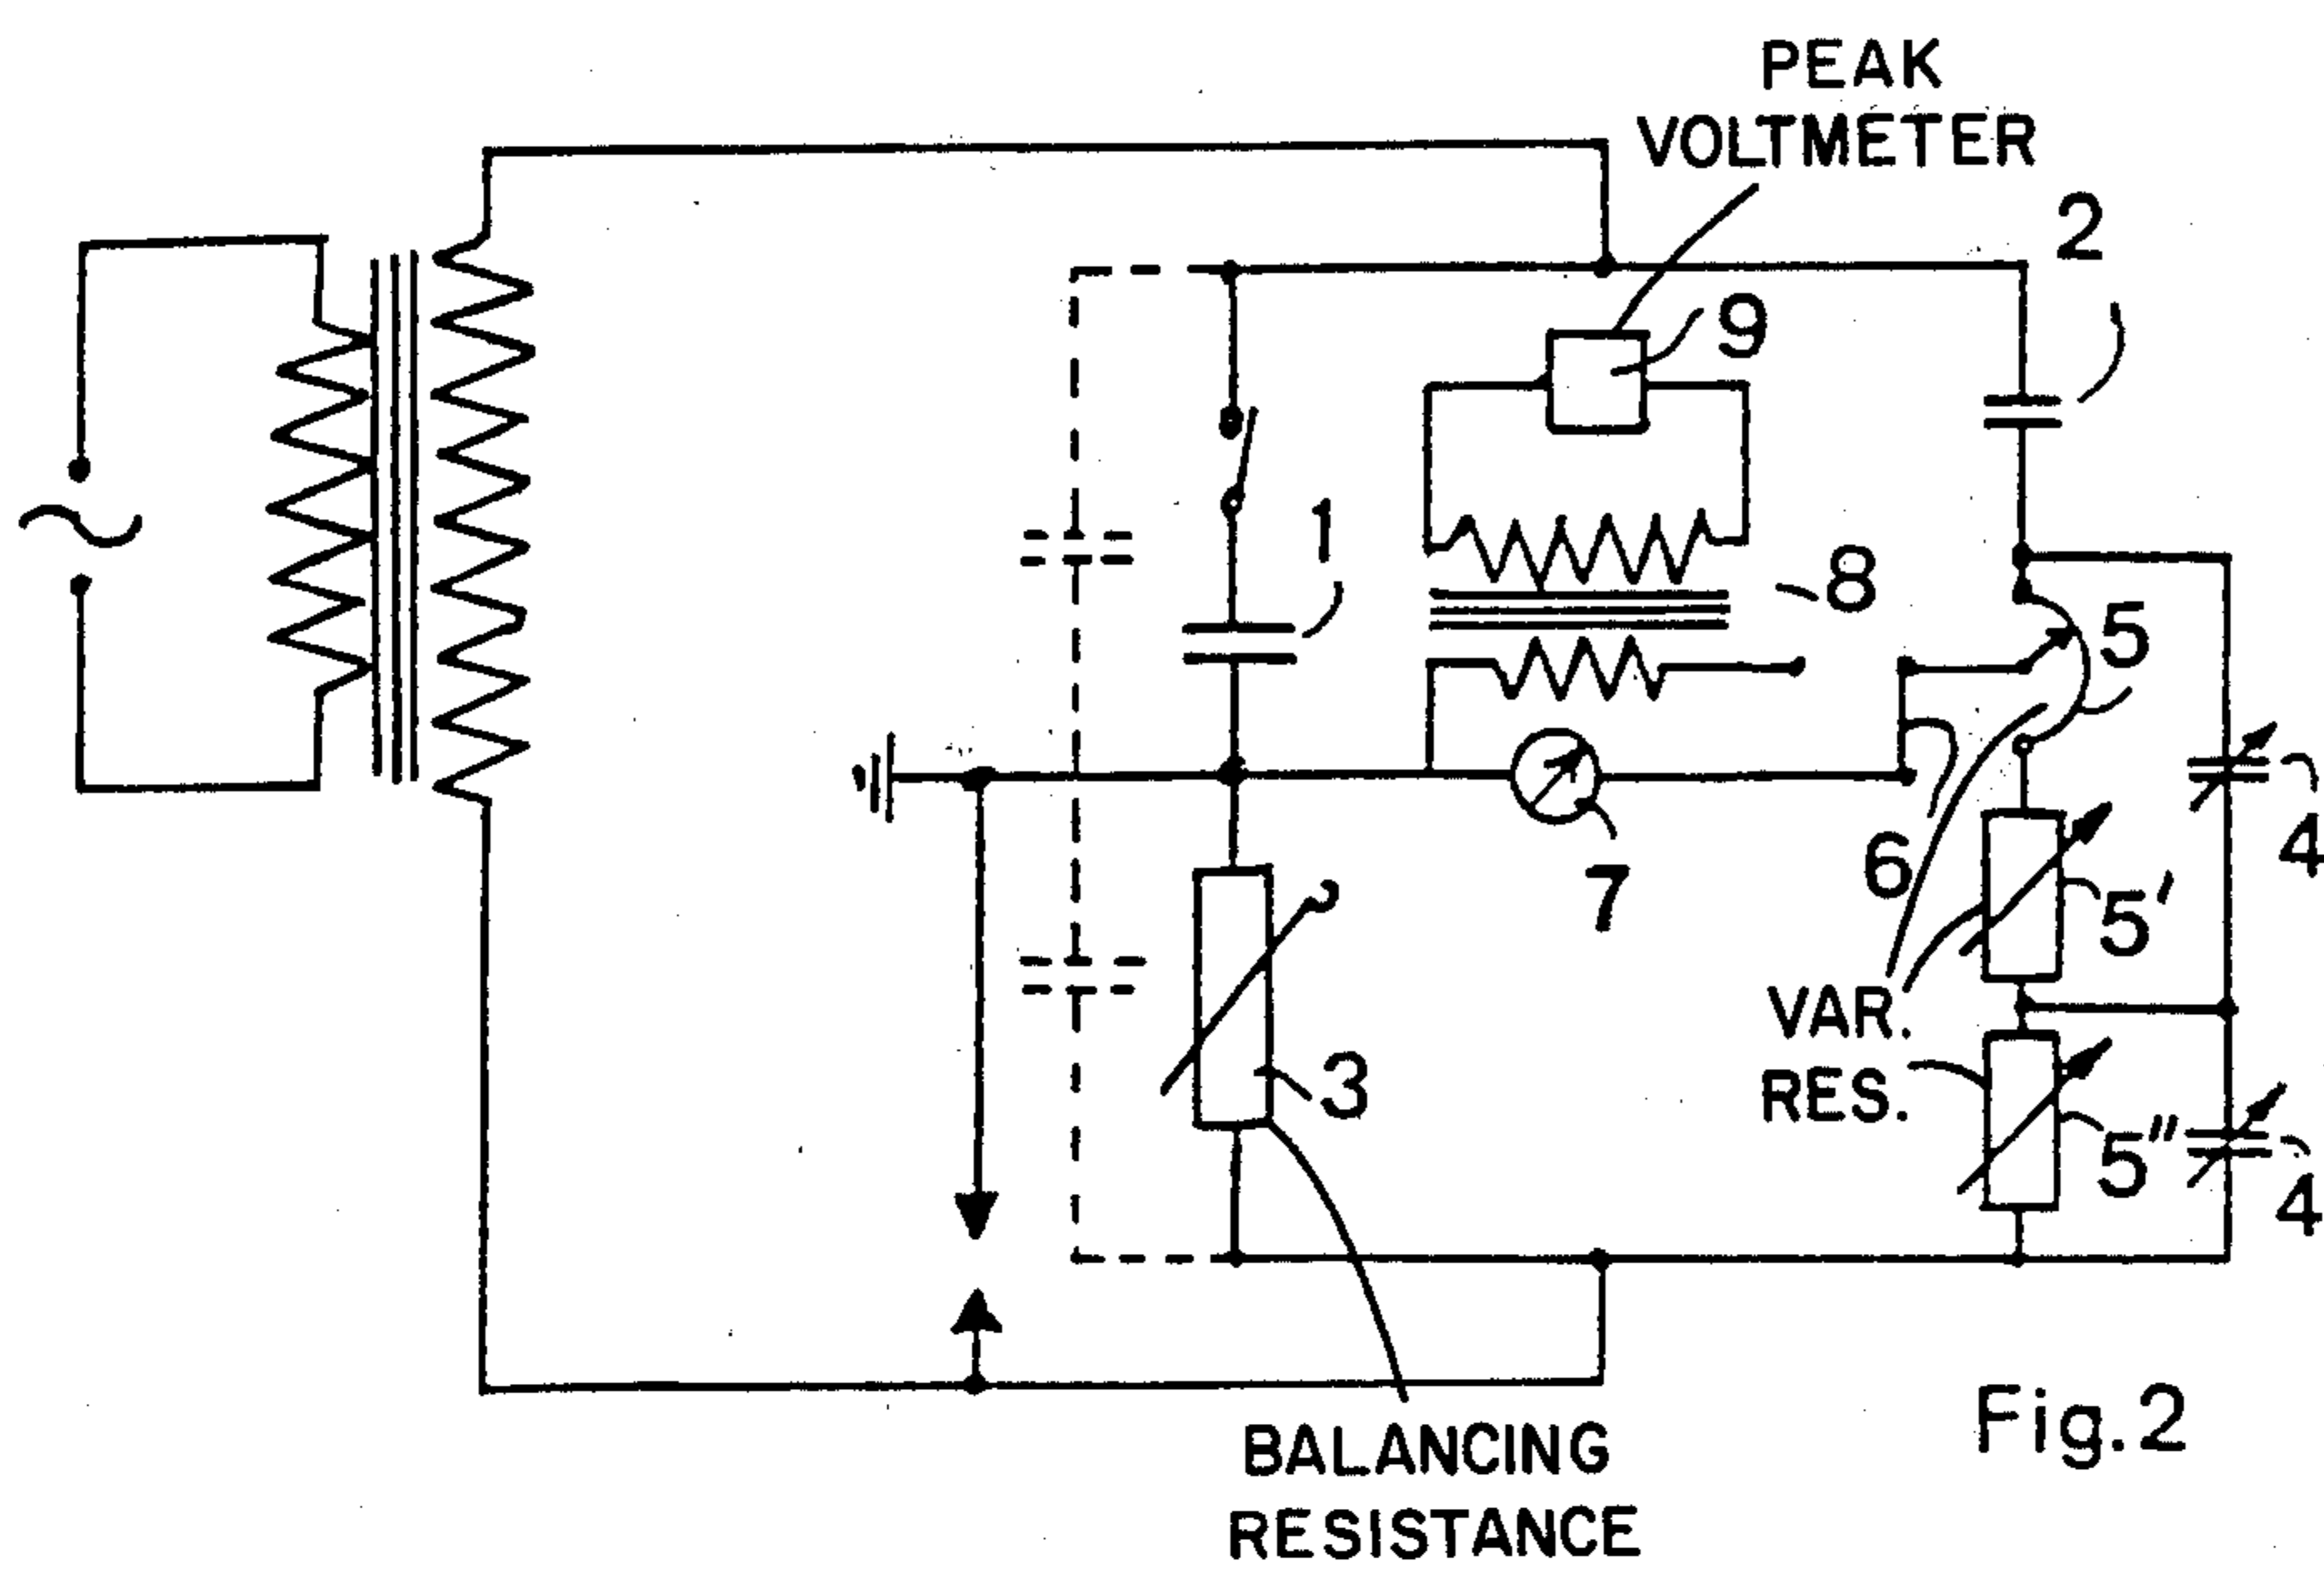 PEAK
VOLTMETER
2
9
1
8
5
4
6
7
5'
VAR.
RES.
3
5"
4
Fig.2
BALANCING
RESISTANCE